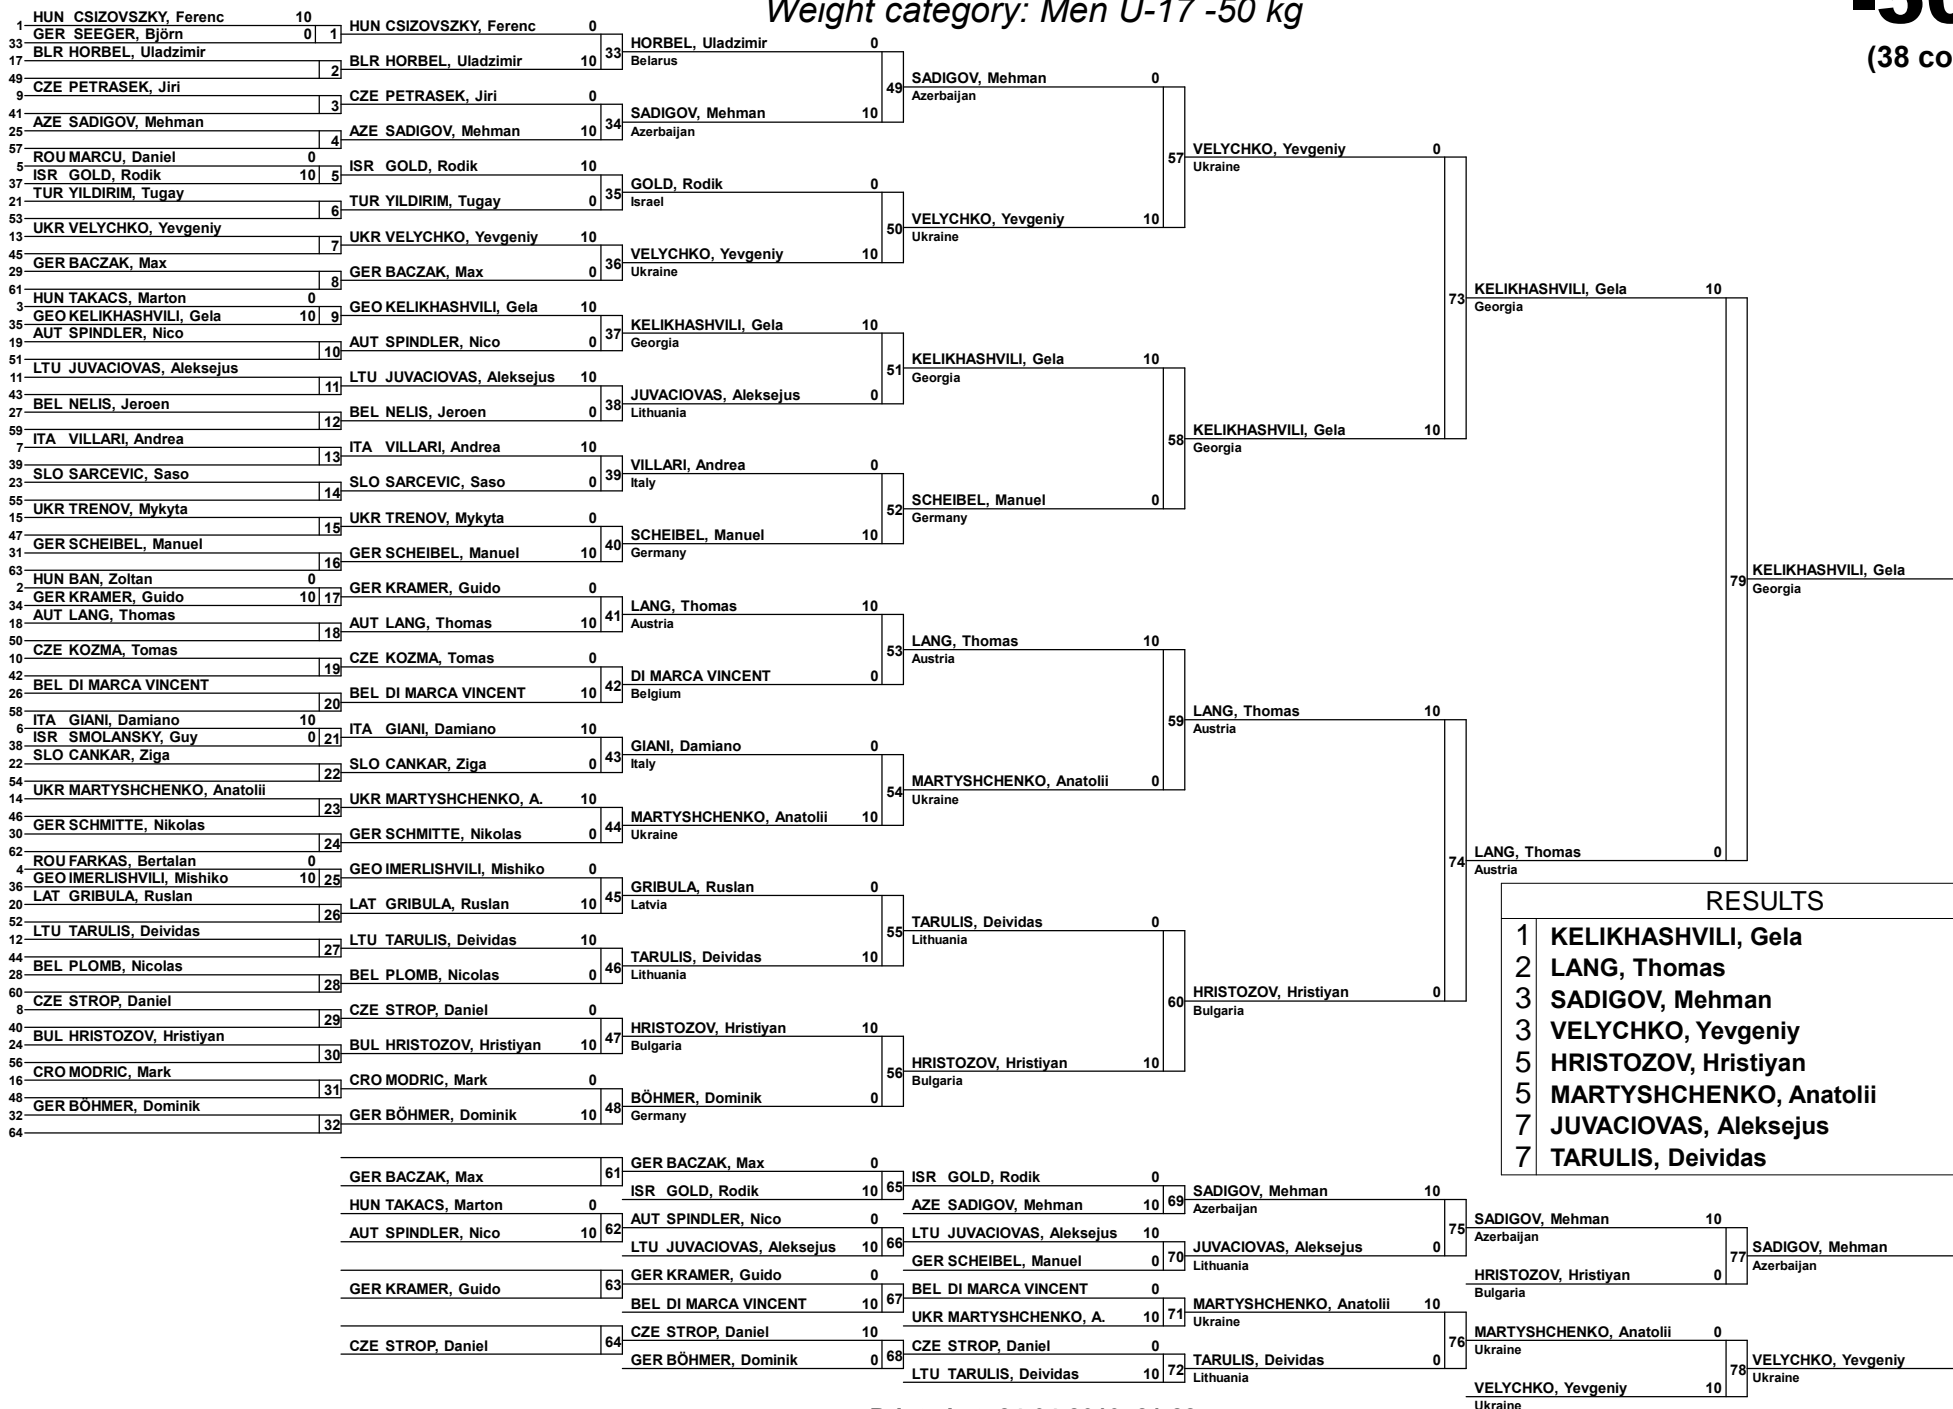 Weight category: Men U-17 -50 kg
(38 co
1 HUN CSIZOVSZKY, Ferenc 10
33 GER SEEGER, Björn 0 1
17 BLR HORBEL, Uladzimir
49 2
9 CZE PETRASEK, Jiri
41 3
25 AZE SADIGOV, Mehman
57 4
5 ROU MARCU, Daniel 0
37 ISR GOLD, Rodik 10 5
21 TUR YILDIRIM, Tugay
53 6
13 UKR VELYCHKO, Yevgeniy
45 7
29 GER BACZAK, Max
61 8
3 HUN TAKACS, Marton 0
35 GEO KELIKHASHVILI, Gela 10 9
19 AUT SPINDLER, Nico
51 10
11 LTU JUVACIOVAS, Aleksejus
43 11
27 BEL NELIS, Jeroen
59 12
7 ITA VILLARI, Andrea
39 13
23 SLO SARCEVIC, Saso
55 14
15 UKR TRENOV, Mykyta
47 15
31 GER SCHEIBEL, Manuel
63 16
2 HUN BAN, Zoltan 0
34 GER KRAMER, Guido 10 17
18 AUT LANG, Thomas
50 18
10 CZE KOZMA, Tomas
42 19
26 BEL DI MARCA VINCENT
58 20
6 ITA GIANI, Damiano 10
38 ISR SMOLANSKY, Guy 0 21
22 SLO CANKAR, Ziga
54 22
14 UKR MARTYSHCHENKO, Anatolii
46 23
30 GER SCHMITTE, Nikolas
62 24
4 ROU FARKAS, Bertalan 0
36 GEO IMERLISHVILI, Mishiko 10 25
20 LAT GRIBULA, Ruslan
52 26
12 LTU TARULIS, Deividas
44 27
28 BEL PLOMB, Nicolas
60 28
8 CZE STROP, Daniel
40 29
24 BUL HRISTOZOV, Hristiyan
56 30
16 CRO MODRIC, Mark
48 31
32 GER BÖHMER, Dominik
64 32
HUN CSIZOVSZKY, Ferenc 0
33
BLR HORBEL, Uladzimir 10
CZE PETRASEK, Jiri 0
34
AZE SADIGOV, Mehman 10
ISR GOLD, Rodik 10
35
TUR YILDIRIM, Tugay 0
UKR VELYCHKO, Yevgeniy 10
36
GER BACZAK, Max 0
GEO KELIKHASHVILI, Gela 10
37
AUT SPINDLER, Nico 0
LTU JUVACIOVAS, Aleksejus 10
38
BEL NELIS, Jeroen 0
ITA VILLARI, Andrea 10
39
SLO SARCEVIC, Saso 0
UKR TRENOV, Mykyta 0
40
GER SCHEIBEL, Manuel 10
GER KRAMER, Guido 0
41
AUT LANG, Thomas 10
CZE KOZMA, Tomas 0
42
BEL DI MARCA VINCENT 10
ITA GIANI, Damiano 10
43
SLO CANKAR, Ziga 0
UKR MARTYSHCHENKO, A. 10
44
GER SCHMITTE, Nikolas 0
GEO IMERLISHVILI, Mishiko 0
45
LAT GRIBULA, Ruslan 10
LTU TARULIS, Deividas 10
46
BEL PLOMB, Nicolas 0
CZE STROP, Daniel 0
47
BUL HRISTOZOV, Hristiyan 10
CRO MODRIC, Mark 0
48
GER BÖHMER, Dominik 10
HORBEL, Uladzimir 0
Belarus
49
SADIGOV, Mehman 10
Azerbaijan
GOLD, Rodik 0
Israel
50
VELYCHKO, Yevgeniy 10
Ukraine
KELIKHASHVILI, Gela 10
Georgia
51
JUVACIOVAS, Aleksejus 0
Lithuania
VILLARI, Andrea 0
Italy
52
SCHEIBEL, Manuel 10
Germany
LANG, Thomas 10
Austria
53
DI MARCA VINCENT 0
Belgium
GIANI, Damiano 0
Italy
54
MARTYSHCHENKO, Anatolii 10
Ukraine
GRIBULA, Ruslan 0
Latvia
55
TARULIS, Deividas 10
Lithuania
HRISTOZOV, Hristiyan 10
Bulgaria
56
BÖHMER, Dominik 0
Germany
SADIGOV, Mehman 0
Azerbaijan
57
VELYCHKO, Yevgeniy 10
Ukraine
KELIKHASHVILI, Gela 10
Georgia
58
SCHEIBEL, Manuel 0
Germany
LANG, Thomas 10
Austria
59
MARTYSHCHENKO, Anatolii 0
Ukraine
TARULIS, Deividas 0
Lithuania
60
HRISTOZOV, Hristiyan 10
Bulgaria
VELYCHKO, Yevgeniy 0
Ukraine
73
KELIKHASHVILI, Gela 10
Georgia
LANG, Thomas 10
Austria
74
HRISTOZOV, Hristiyan 0
Bulgaria
KELIKHASHVILI, Gela 10
Georgia
79
LANG, Thomas 0
Austria
KELIKHASHVILI, Gela
Georgia
RESULTS
1 KELIKHASHVILI, Gela
2 LANG, Thomas
3 SADIGOV, Mehman
3 VELYCHKO, Yevgeniy
5 HRISTOZOV, Hristiyan
5 MARTYSHCHENKO, Anatolii
7 JUVACIOVAS, Aleksejus
7 TARULIS, Deividas
61
GER BACZAK, Max
HUN TAKACS, Marton 0
62
AUT SPINDLER, Nico 10
63
GER KRAMER, Guido
64
CZE STROP, Daniel
GER BACZAK, Max 0
65
ISR GOLD, Rodik 10
AUT SPINDLER, Nico 0
66
LTU JUVACIOVAS, Aleksejus 10
GER KRAMER, Guido 0
67
BEL DI MARCA VINCENT 10
CZE STROP, Daniel 10
68
GER BÖHMER, Dominik 0
ISR GOLD, Rodik 0
69
AZE SADIGOV, Mehman 10
LTU JUVACIOVAS, Aleksejus 10
70
GER SCHEIBEL, Manuel 0
BEL DI MARCA VINCENT 0
71
UKR MARTYSHCHENKO, A. 10
CZE STROP, Daniel 0
72
LTU TARULIS, Deividas 10
SADIGOV, Mehman 10
Azerbaijan
75
JUVACIOVAS, Aleksejus 0
Lithuania
MARTYSHCHENKO, Anatolii 10
Ukraine
76
TARULIS, Deividas 0
Lithuania
SADIGOV, Mehman 10
Azerbaijan
77
HRISTOZOV, Hristiyan 0
Bulgaria
MARTYSHCHENKO, Anatolii 0
Ukraine
78
VELYCHKO, Yevgeniy 10
Ukraine
SADIGOV, Mehman
Azerbaijan
VELYCHKO, Yevgeniy
Ukraine